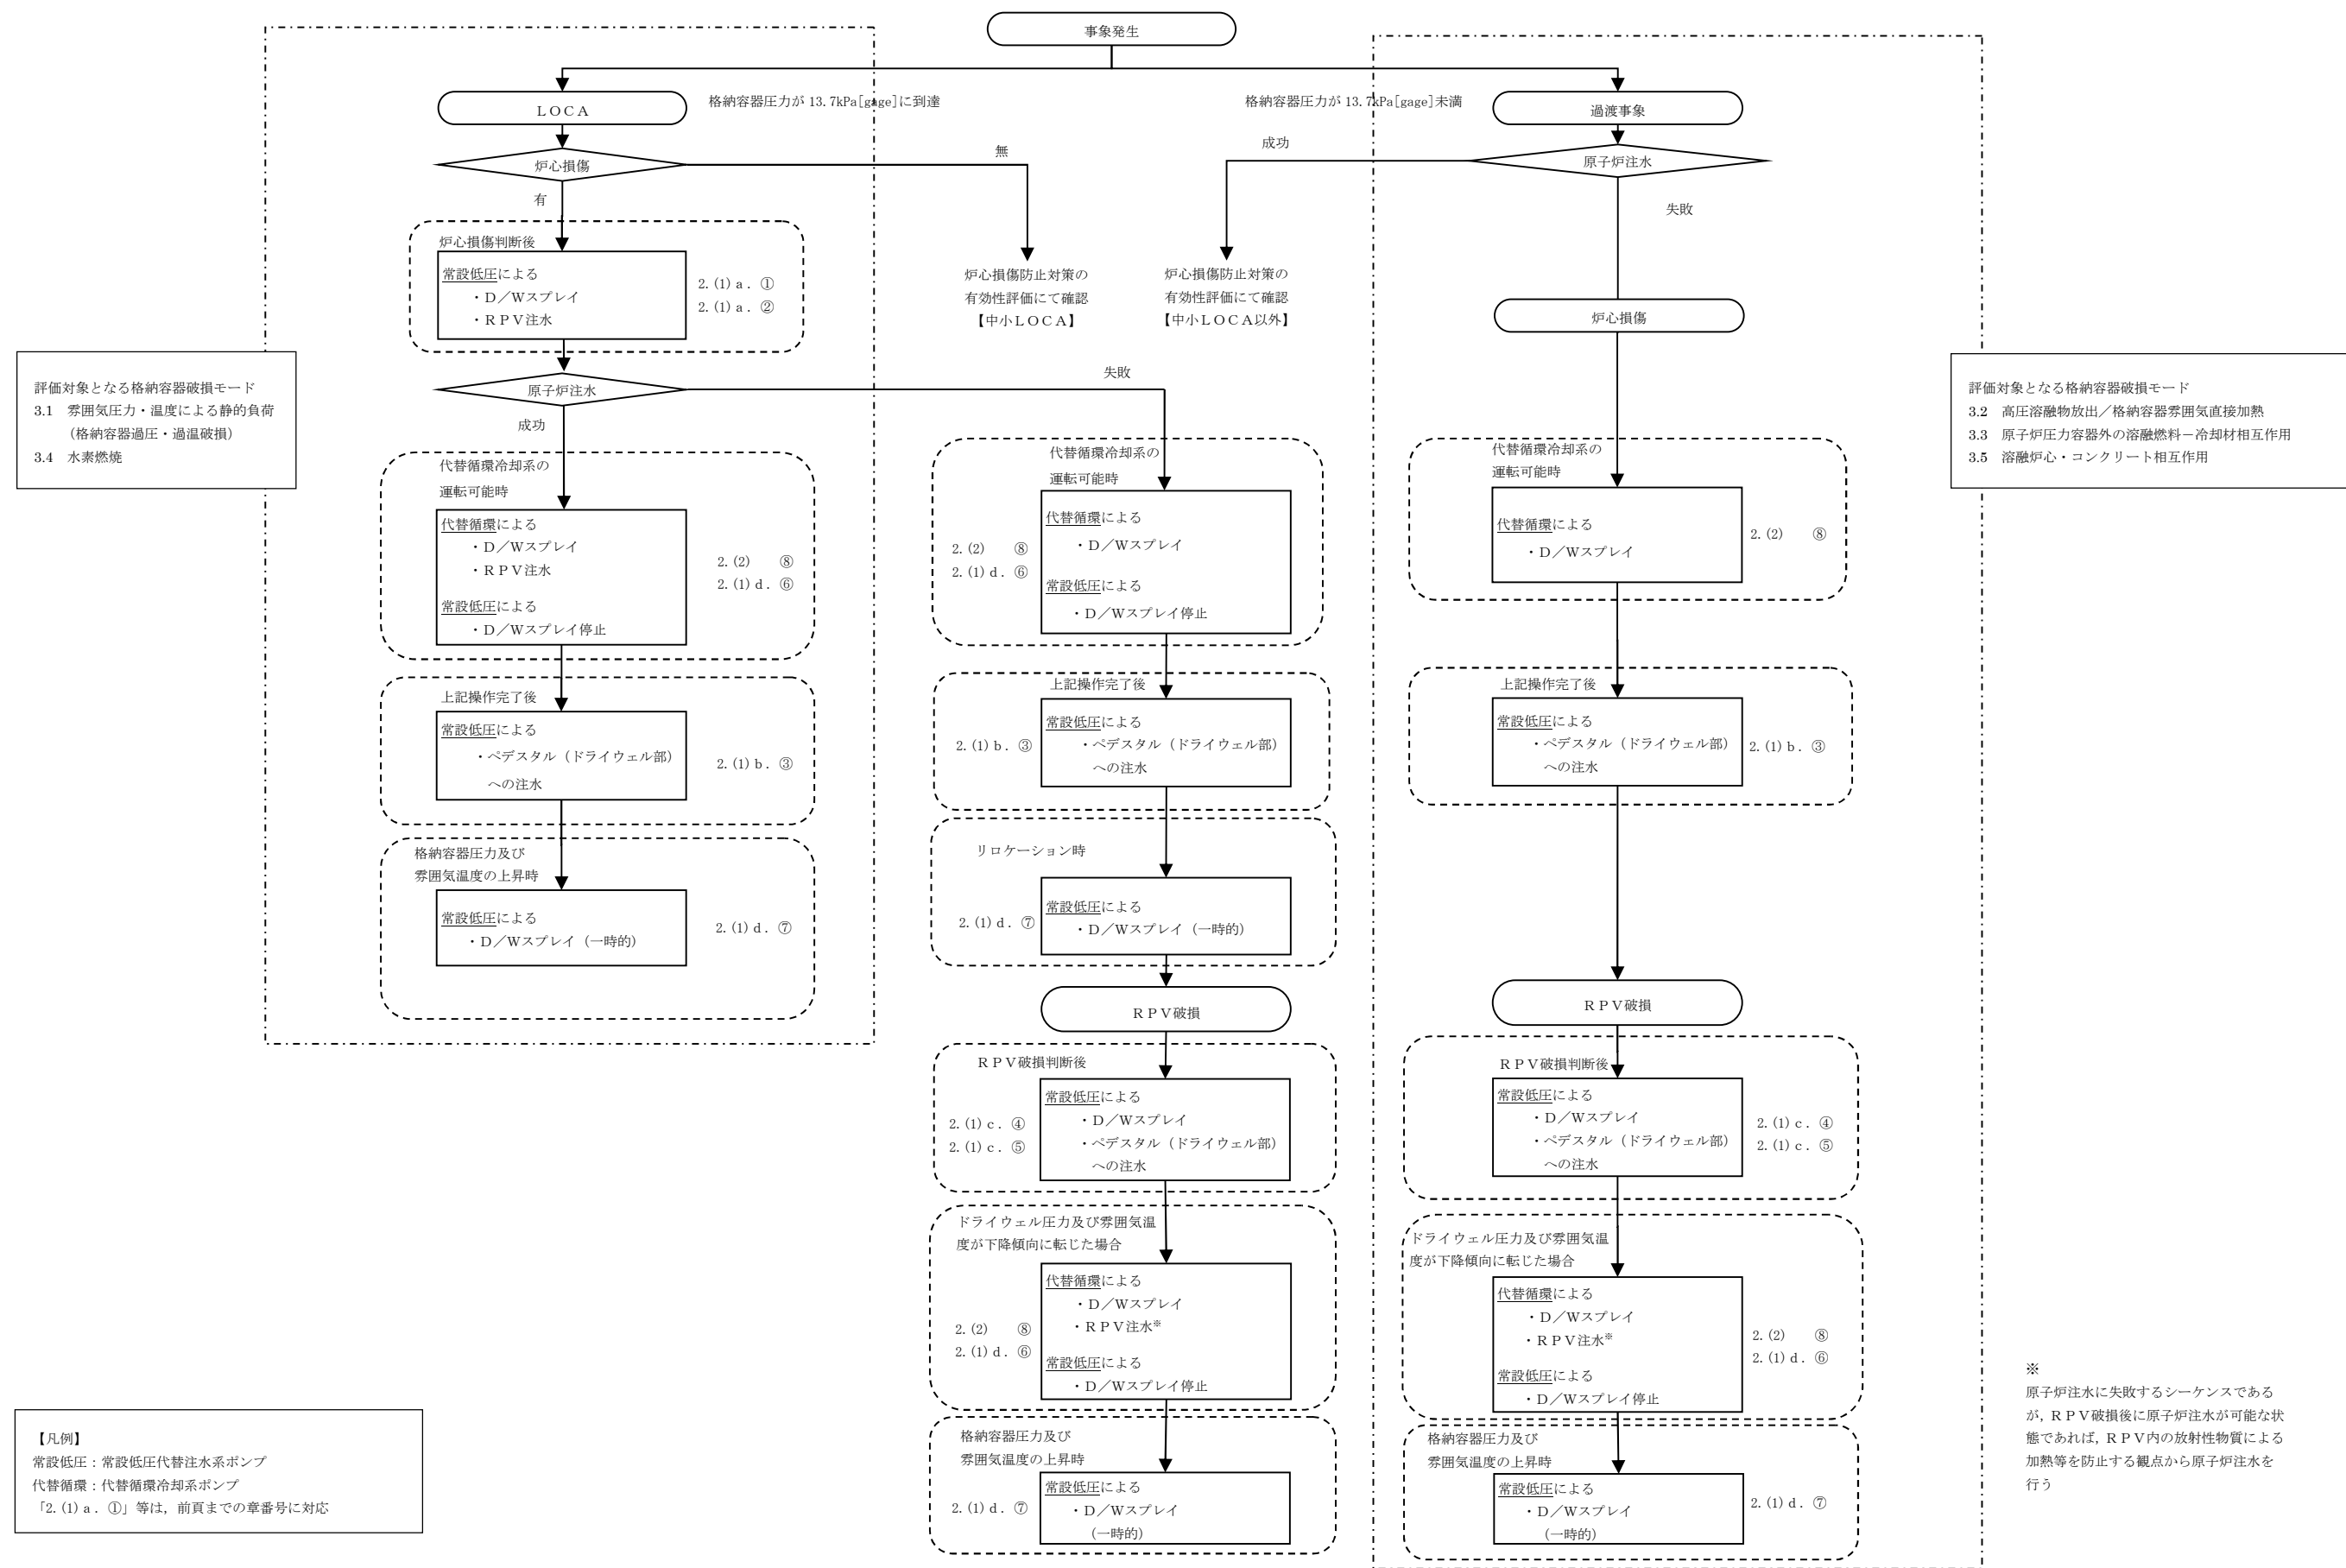 事象発生
LOCA
格納容器圧力が 13.7kPa[gage]に到達
格納容器圧力が 13.7kPa[gage]未満
過渡事象
炉心損傷
無
有
成功
原子炉注水
失敗
炉心損傷判断後
常設低圧による
・D/Wスプレイ
・RPV注水
2.(1)a. ①
2.(1)a. ②
炉心損傷防止対策の
有効性評価にて確認
【中小LOCA】
炉心損傷防止対策の
有効性評価にて確認
【中小LOCA以外】
炉心損傷
評価対象となる格納容器破損モード
3.1 雰囲気圧力・温度による静的負荷
（格納容器過圧・過温破損）
3.4 水素燃焼
評価対象となる格納容器破損モード
3.2 高圧溶融物放出／格納容器雰囲気直接加熱
3.3 原子炉圧力容器外の溶融燃料－冷却材相互作用
3.5 溶融炉心・コンクリート相互作用
原子炉注水
失敗
成功
代替循環冷却系の
運転可能時
代替循環による
・D／Wスプレイ
・RPV注水
常設低圧による
・D／Wスプレイ停止
2.(2) ⑧
2.(1)d. ⑥
上記操作完了後
常設低圧による
・ペデスタル（ドライウェル部）
への注水
2.(1)b. ③
格納容器圧力及び
雰囲気温度の上昇時
常設低圧による
・D／Wスプレイ（一時的）
2.(1)d. ⑦
代替循環冷却系の
運転可能時
代替循環による
・D／Wスプレイ
常設低圧による
・D／Wスプレイ停止
2.(2) ⑧
2.(1)d. ⑥
上記操作完了後
常設低圧による
・ペデスタル（ドライウェル部）
への注水
2.(1)b. ③
リロケーション時
常設低圧による
・D／Wスプレイ（一時的）
2.(1)d. ⑦
RPV破損
RPV破損判断後
常設低圧による
・D／Wスプレイ
・ペデスタル（ドライウェル部）
への注水
2.(1)c. ④
2.(1)c. ⑤
ドライウェル圧力及び雰囲気温
度が下降傾向に転じた場合
代替循環による
・D／Wスプレイ
・RPV注水※
常設低圧による
・D／Wスプレイ停止
2.(2) ⑧
2.(1)d. ⑥
格納容器圧力及び
雰囲気温度の上昇時
常設低圧による
・D／Wスプレイ
（一時的）
2.(1)d. ⑦
代替循環冷却系の
運転可能時
代替循環による
・D／Wスプレイ
2.(2) ⑧
上記操作完了後
常設低圧による
・ペデスタル（ドライウェル部）
への注水
2.(1)b. ③
RPV破損
RPV破損判断後
常設低圧による
・D／Wスプレイ
・ペデスタル（ドライウェル部）
への注水
2.(1)c. ④
2.(1)c. ⑤
ドライウェル圧力及び雰囲気温
度が下降傾向に転じた場合
代替循環による
・D／Wスプレイ
・RPV注水※
常設低圧による
・D／Wスプレイ停止
2.(2) ⑧
2.(1)d. ⑥
格納容器圧力及び
雰囲気温度の上昇時
常設低圧による
・D／Wスプレイ
（一時的）
2.(1)d. ⑦
【凡例】
常設低圧：常設低圧代替注水系ポンプ
代替循環：代替循環冷却系ポンプ
「2.(1)a. ①」等は，前頁までの章番号に対応
※
原子炉注水に失敗するシーケンスである
が，RPV破損後に原子炉注水が可能な状
態であれば，RPV内の放射性物質による
加熱等を防止する観点から原子炉注水を
行う